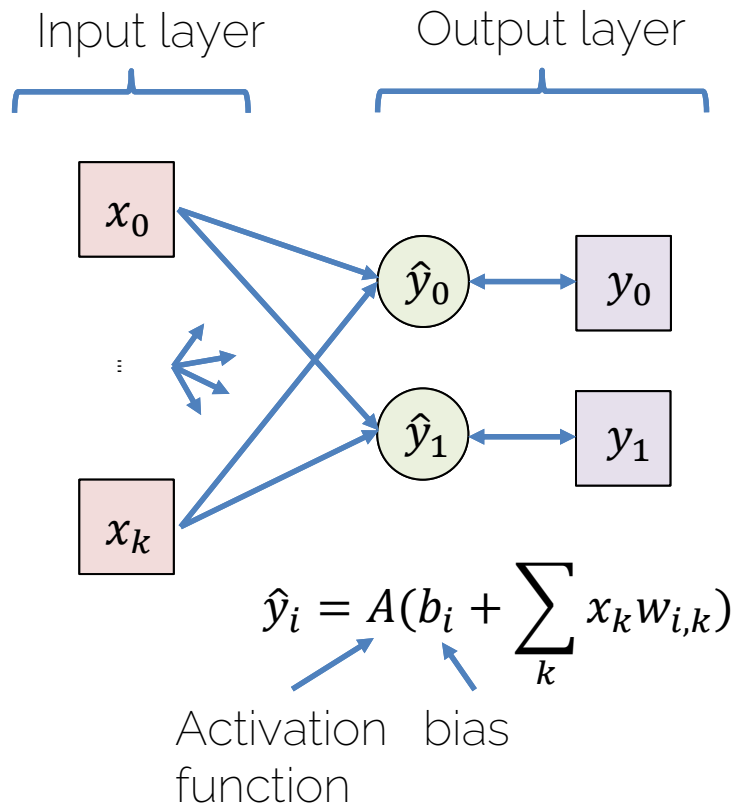 Input layer
Output layer
x₀
ŷ₀
y₀
...
ŷ₁
y₁
xₖ
ŷᵢ = A(bᵢ + ∑ₖ xₖwᵢ,ₖ)
Activation function
bias